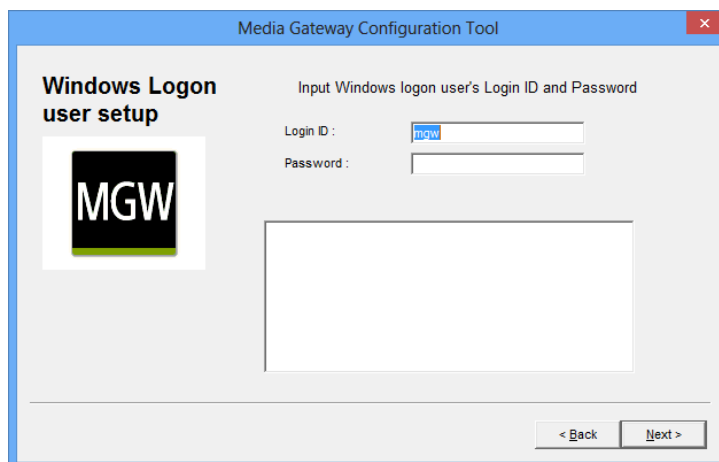 Media Gateway Configuration Tool
Windows Logon
user setup
MGW
Input Windows logon user's Login ID and Password
Login ID :
mgw
Password :
< Back
Next >